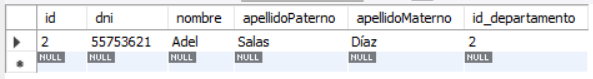 id dni nombre apellidoPaterno apellidoMaterno id_departamento
2 55753621 Adel Salas Díaz 2
NULL NULL NULL NULL NULL NULL